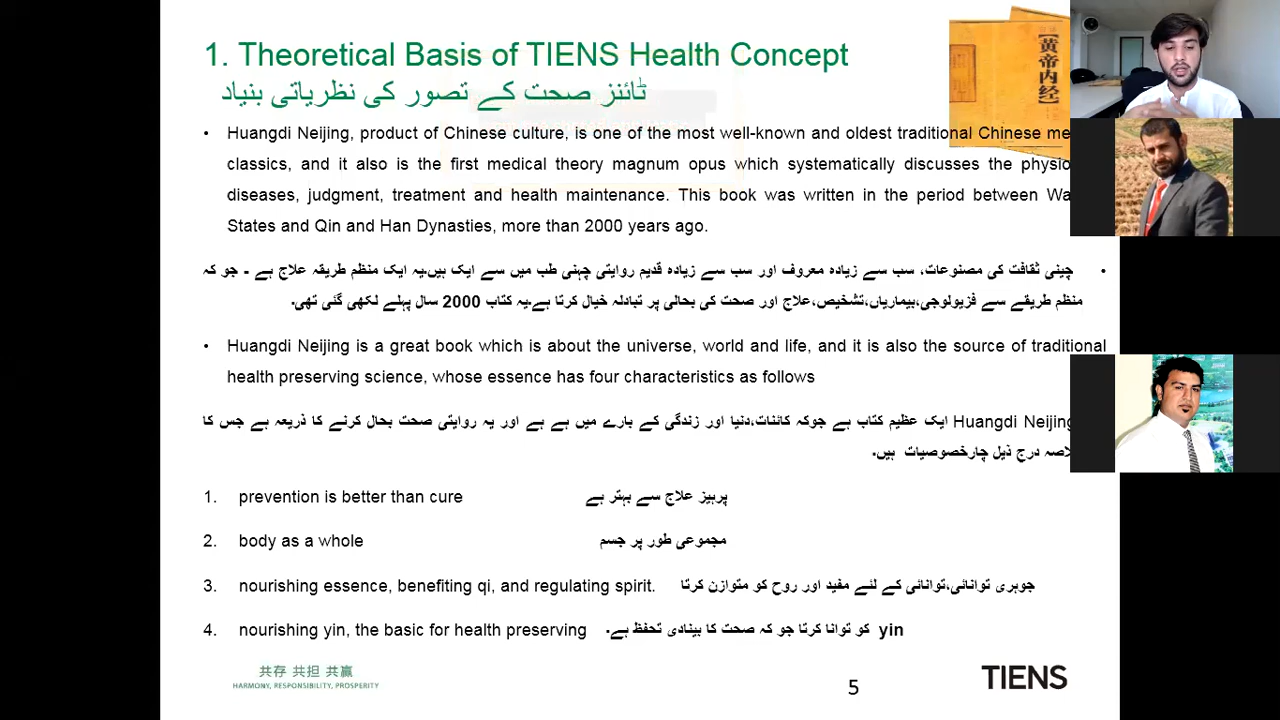 1. Theoretical Basis of TIENS Health Concept
ٹائنز صحت کے تصور کی نظریاتی بنیاد
黄帝内经
• Huangdi Neijing, product of Chinese culture, is one of the most well-known and oldest traditional Chinese me
classics, and it also is the first medical theory magnum opus which systematically discusses the physio
diseases, judgment, treatment and health maintenance. This book was written in the period between Wa
States and Qin and Han Dynasties, more than 2000 years ago.
• چینی ثقافت کی مصنوعات، سب سے زیادہ معروف اور سب سے زیادہ قدیم روایتی چہنی طب میں سے ایک ہیں۔یہ ایک منظم طریقہ علاج ہے ۔ جو کہ
منظم طریقے سے فزیولوجی،بیماریاں،تشخیص،علاج اور صحت کی بحالی پر تبادلہ خیال کرتا ہے۔یہ کتاب 2000 سال پہلے لکھی گئی تھی۔
• Huangdi Neijing is a great book which is about the universe, world and life, and it is also the source of traditional
health preserving science, whose essence has four characteristics as follows
Huangdi Neijing ایک عظیم کتاب ہے جوکہ کائنات،دنیا اور زندگی کے بارے میں ہے ہے اور یہ روایتی صحت بحال کرنے کا ذریعہ ہے جس کا
لاصہ درج ذیل چارخصوصیات ہیں۔
1. prevention is better than cure پرہیز علاج سے بہتر ہے
2. body as a whole مجموعی طور پر جسم
3. nourishing essence, benefiting qi, and regulating spirit. جوہری توانائی،توانائی کے لئے مفید اور روح کو متوازن کرتا
4. nourishing yin, the basic for health preserving yin کو توانا کرتا جو کہ صحت کا بینادی تحفظ ہے۔
共存 共担 共赢
HARMONY, RESPONSIBILITY, PROSPERITY
5
TIENS